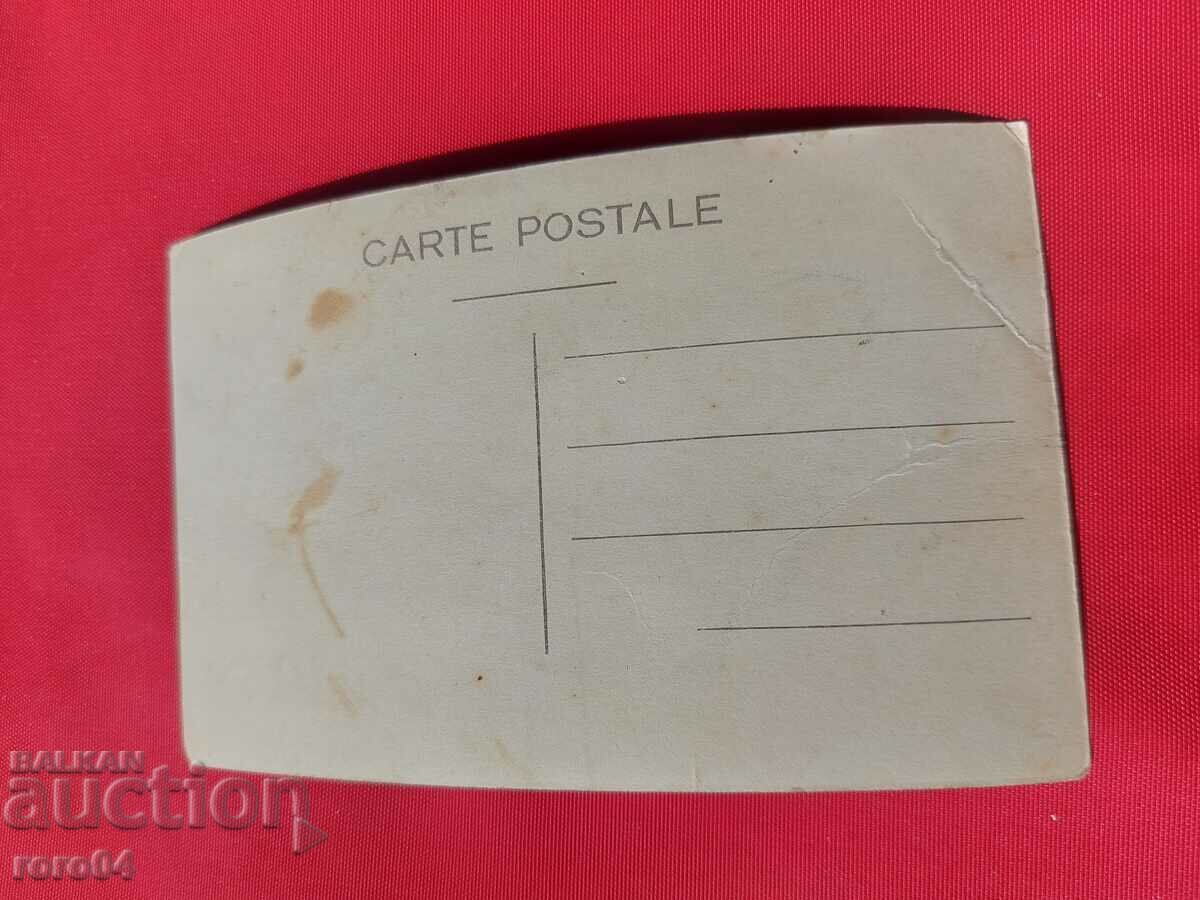 CARTE POSTALE
BALKAN
auction
roro04